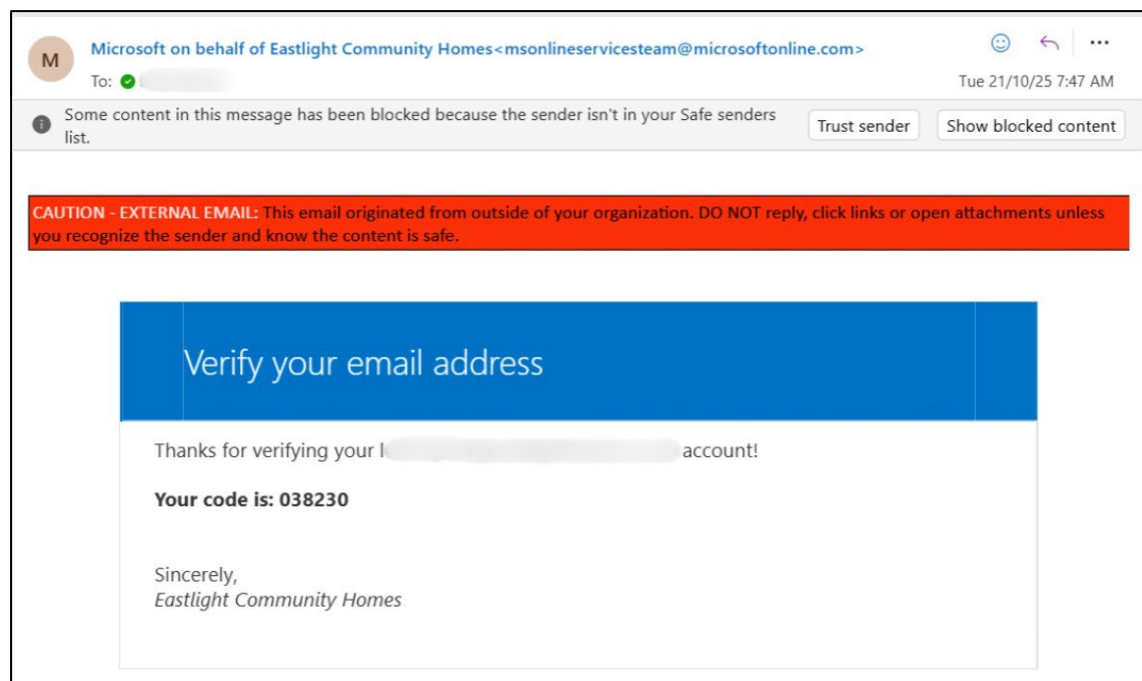 M
Microsoft on behalf of Eastlight Community Homes<msonlineservicesteam@microsoftonline.com>
To:
Tue 21/10/25 7:47 AM
Some content in this message has been blocked because the sender isn't in your Safe senders
list.
Trust sender
Show blocked content
CAUTION - EXTERNAL EMAIL: This email originated from outside of your organization. DO NOT reply, click links or open attachments unless
you recognize the sender and know the content is safe.
Verify your email address
Thanks for verifying your account!
Your code is: 038230
Sincerely,
Eastlight Community Homes